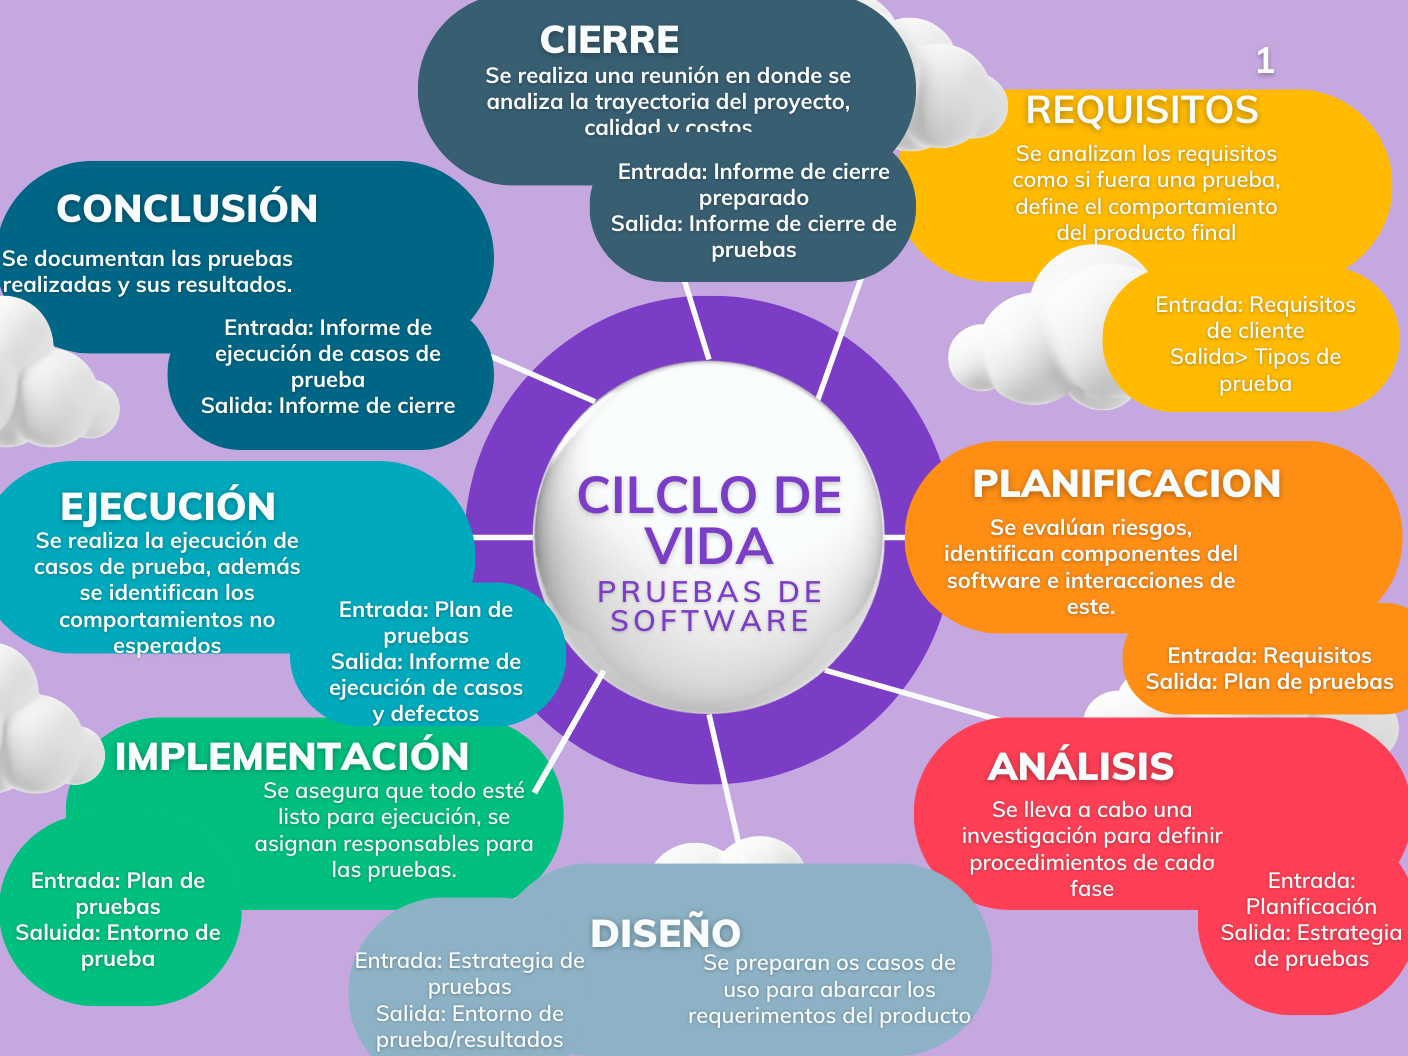 CIERRE
Se realiza una reunión en donde se
analiza la trayectoria del proyecto,
calidad y costos
Entrada: Informe de cierre
preparado
Salida: Informe de cierre de
pruebas
1
REQUISITOS
Se analizan los requisitos
como si fuera una prueba,
define el comportamiento
del producto final
Entrada: Requisitos
de cliente
Salida> Tipos de
prueba
CONCLUSIÓN
Se documentan las pruebas
realizadas y sus resultados.
Entrada: Informe de
ejecución de casos de
prueba
Salida: Informe de cierre
CILCLO DE
VIDA
PRUEBAS DE
SOFTWARE
PLANIFICACION
Se evalúan riesgos,
identifican componentes del
software e interacciones de
este.
Entrada: Requisitos
Salida: Plan de pruebas
EJECUCIÓN
Se realiza la ejecución de
casos de prueba, además
se identifican los
comportamientos no
esperados
Entrada: Plan de
pruebas
Salida: Informe de
ejecución de casos
y defectos
ANÁLISIS
Se lleva a cabo una
investigación para definir
procedimientos de cada
fase
Entrada:
Planificación
Salida: Estrategia
de pruebas
IMPLEMENTACIÓN
Se asegura que todo esté
listo para ejecución, se
asignan responsables para
las pruebas.
Entrada: Plan de
pruebas
Saluida: Entorno de
prueba
DISEÑO
Entrada: Estrategia de
pruebas
Salida: Entorno de
prueba/resultados
Se preparan os casos de
uso para abarcar los
requerimentos del producto